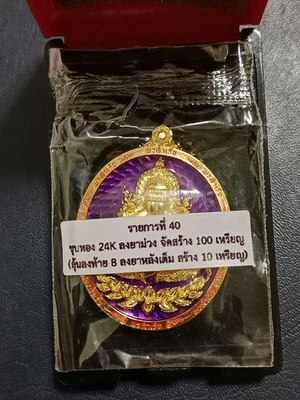 รายการที่ 40
ชุบทอง 24K ลงยาม่วง จัดสร้าง 100 เหรียญ
(ลุ้นลงท้าย 8 ลงยาหลังเต็ม สร้าง 10 เหรียญ)